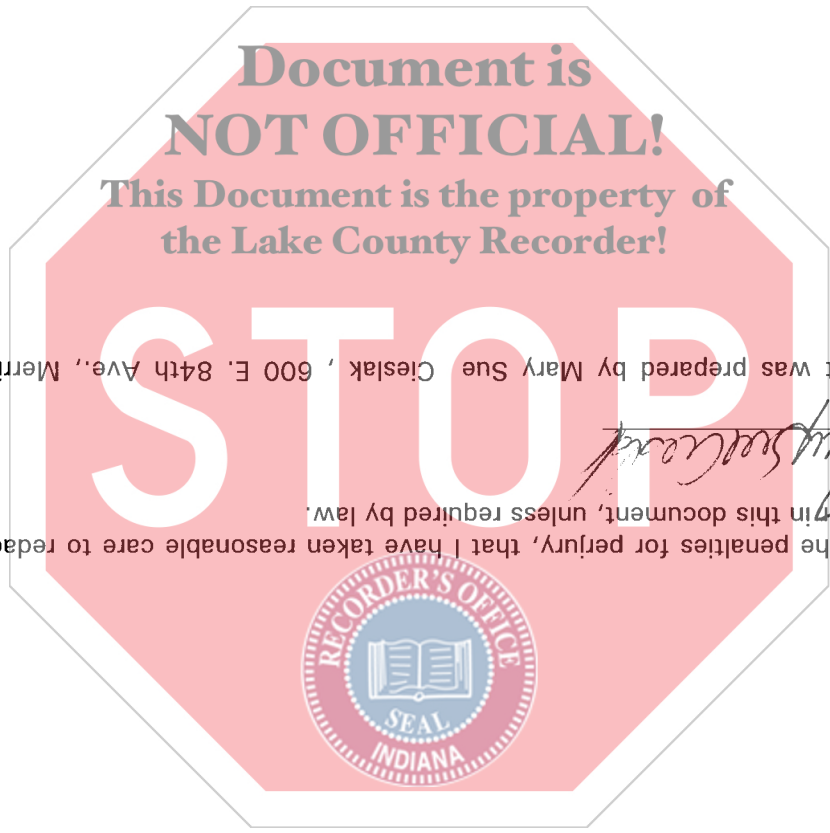 Document is
NOT OFFICIAL!
This Document is the property of
the Lake County Recorder!
STOP
he penalties for perjury, that I have taken reasonable care to redac
in this document, unless required by law.
t was prepared by Mary Sue Cieslak , 600 E. 84th Ave., Merri
RECORDER'S OFFICE
SEAL
INDIANA